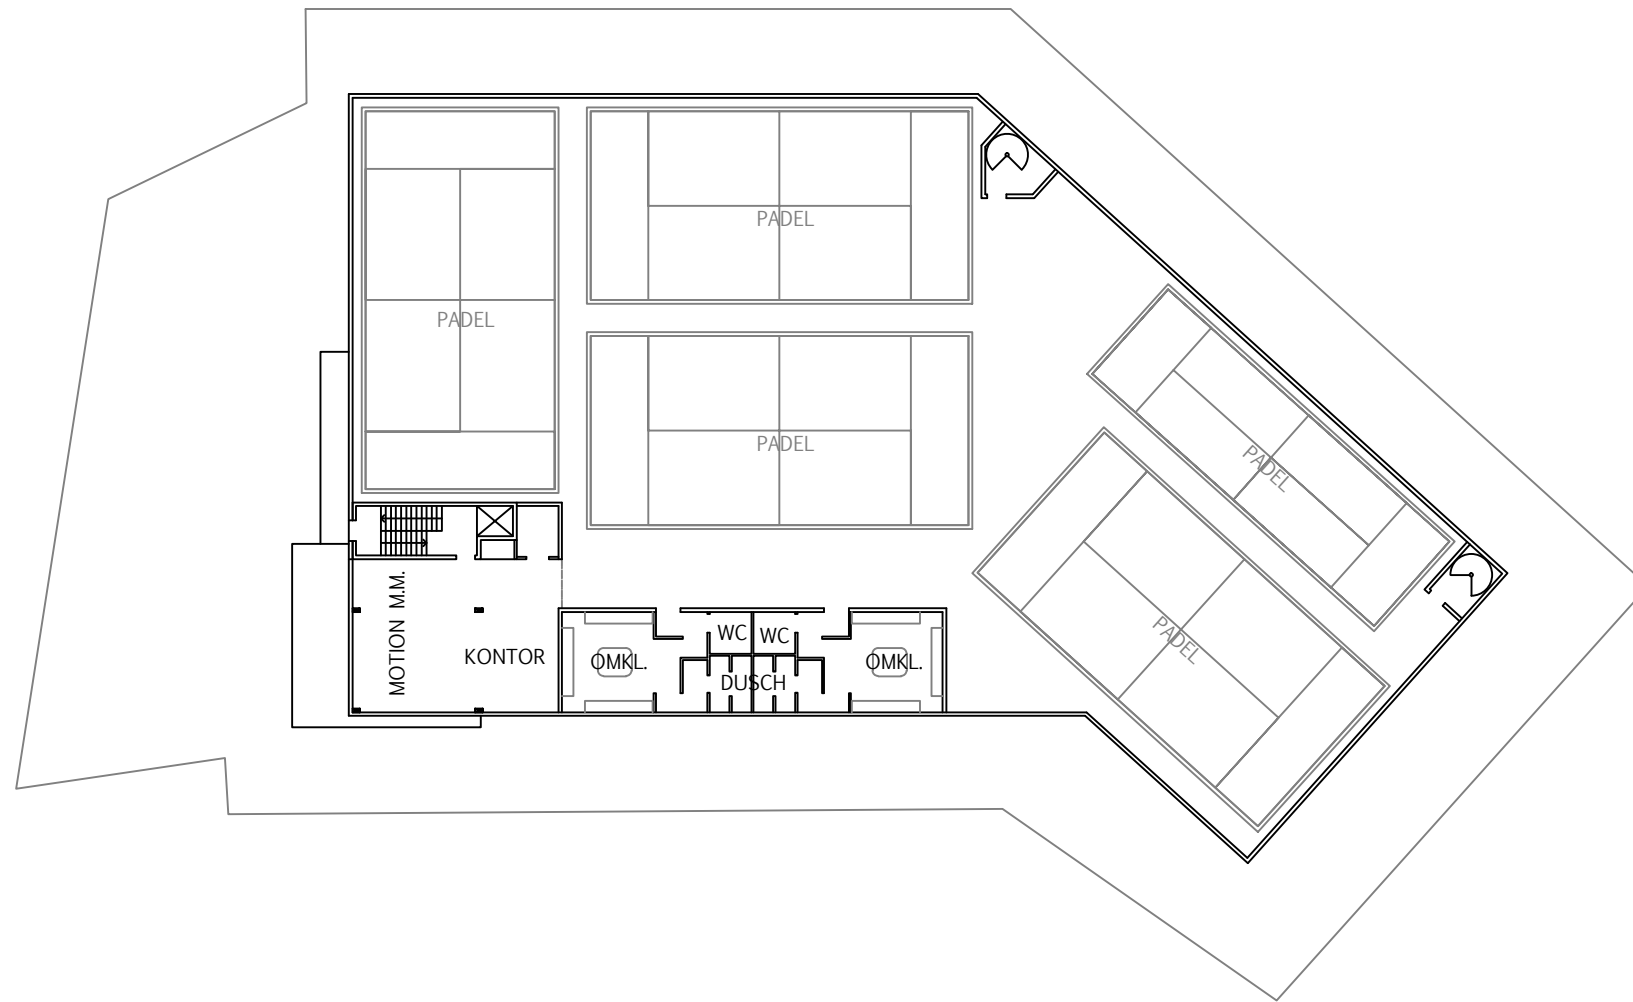 PADEL
PADEL
PADEL
PADEL
PADEL
MOTION M.M.
KONTOR
OMKL.
WC
WC
DUSCH
OMKL.